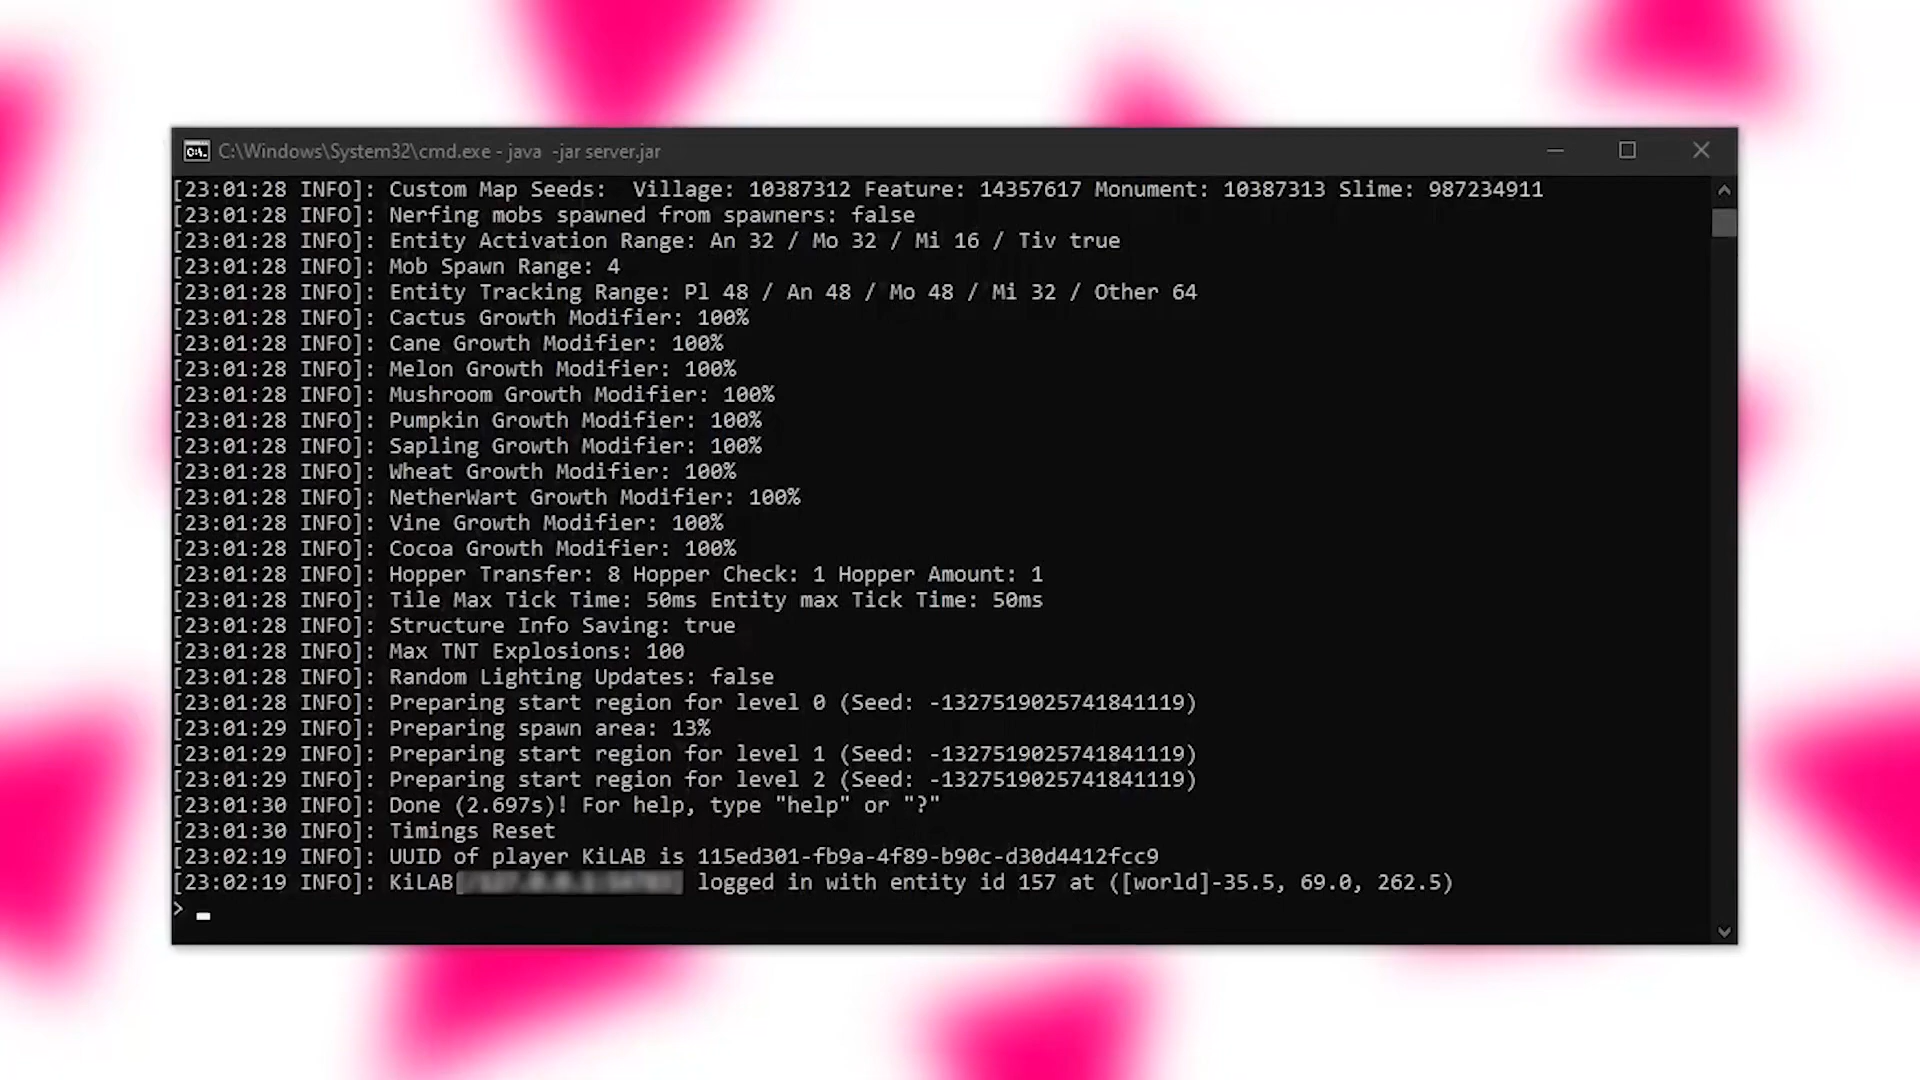 C:\Windows\System32\cmd.exe - java  -jar server.jar
[23:01:28 INFO]: Custom Map Seeds:  Village: 10387312 Feature: 14357617 Monument: 10387313 Slime: 987234911
[23:01:28 INFO]: Nerfing mobs spawned from spawners: false
[23:01:28 INFO]: Entity Activation Range: An 32 / Mo 32 / Mi 16 / Tiv true
[23:01:28 INFO]: Mob Spawn Range: 4
[23:01:28 INFO]: Entity Tracking Range: Pl 48 / An 48 / Mo 48 / Mi 32 / Other 64
[23:01:28 INFO]: Cactus Growth Modifier: 100%
[23:01:28 INFO]: Cane Growth Modifier: 100%
[23:01:28 INFO]: Melon Growth Modifier: 100%
[23:01:28 INFO]: Mushroom Growth Modifier: 100%
[23:01:28 INFO]: Pumpkin Growth Modifier: 100%
[23:01:28 INFO]: Sapling Growth Modifier: 100%
[23:01:28 INFO]: Wheat Growth Modifier: 100%
[23:01:28 INFO]: NetherWart Growth Modifier: 100%
[23:01:28 INFO]: Vine Growth Modifier: 100%
[23:01:28 INFO]: Cocoa Growth Modifier: 100%
[23:01:28 INFO]: Hopper Transfer: 8 Hopper Check: 1 Hopper Amount: 1
[23:01:28 INFO]: Tile Max Tick Time: 50ms Entity max Tick Time: 50ms
[23:01:28 INFO]: Structure Info Saving: true
[23:01:28 INFO]: Max TNT Explosions: 100
[23:01:28 INFO]: Random Lighting Updates: false
[23:01:28 INFO]: Preparing start region for level 0 (Seed: -1327519025741841119)
[23:01:29 INFO]: Preparing spawn area: 13%
[23:01:29 INFO]: Preparing start region for level 1 (Seed: -1327519025741841119)
[23:01:29 INFO]: Preparing start region for level 2 (Seed: -1327519025741841119)
[23:01:30 INFO]: Done (2.697s)! For help, type "help" or "?"
[23:01:30 INFO]: Timings Reset
[23:02:19 INFO]: UUID of player KiLAB is 115ed301-fb9a-4f89-b90c-d30d4412fcc9
[23:02:19 INFO]: KiLAB logged in with entity id 157 at ([world]-35.5, 69.0, 262.5)
>